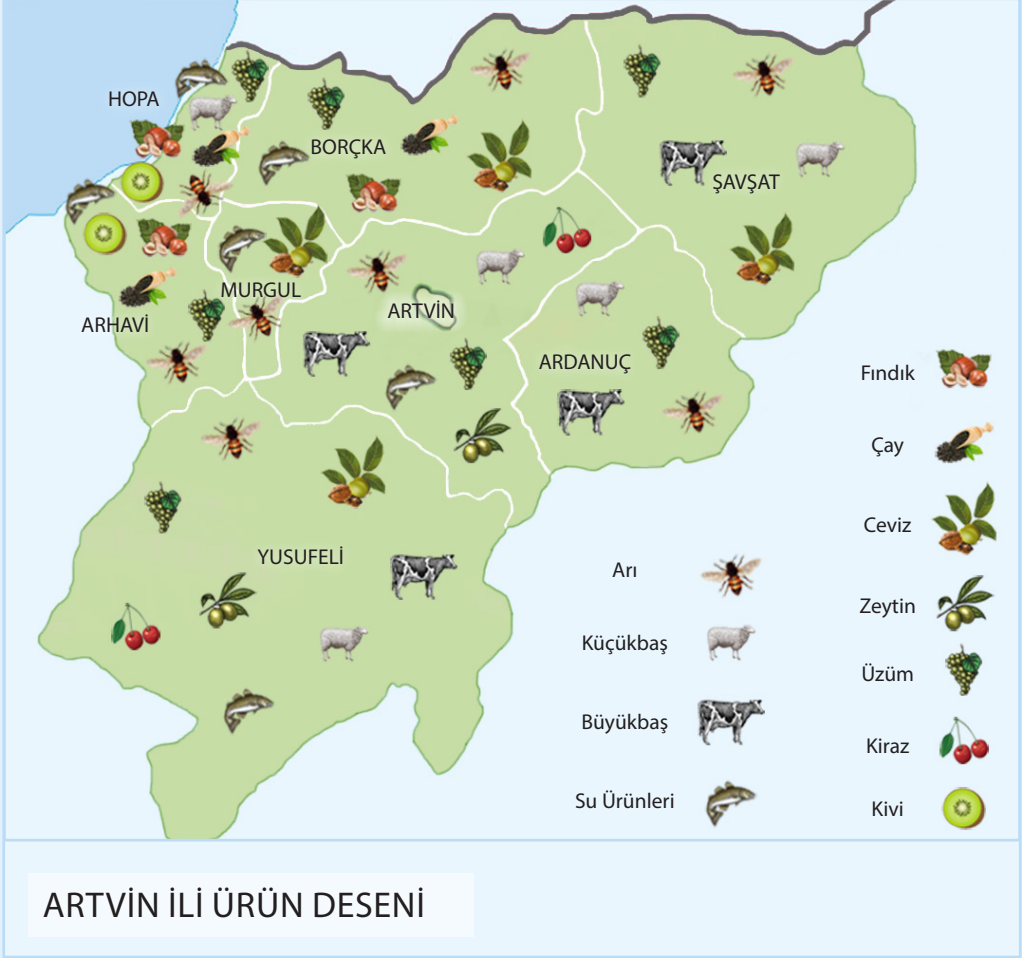 HOPA
BORÇKA
ŞAVŞAT
MURGUL
ARTVİN
ARHAVİ
ARDANUÇ
YUSUFELİ
Fındık
Çay
Ceviz
Zeytin
Üzüm
Kiraz
Kivi
Arı
Küçükbaş
Büyükbaş
Su Ürünleri
ARTVİN İLİ ÜRÜN DESENİ